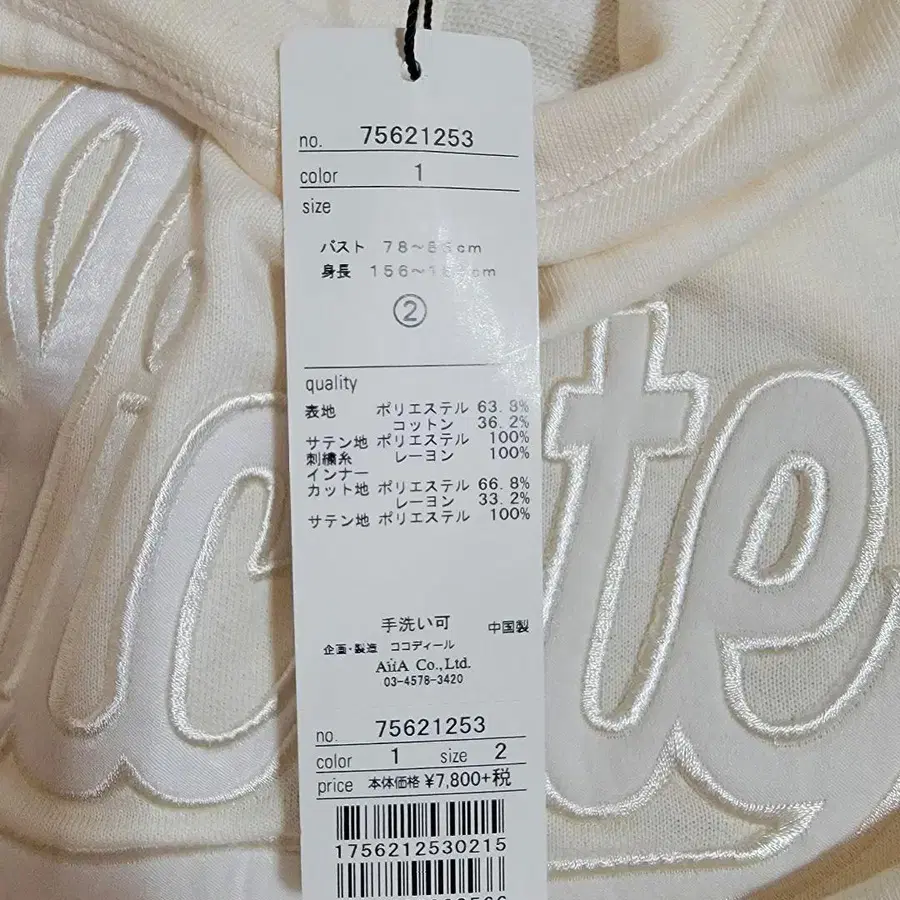 no. 75621253
color 1
size
バスト 78～8 cm
身長 156～1 cm
②
quality
表地 ポリエステル 63.8%
コットン 36.2%
サテン地 ポリエステル 100%
刺繍糸 レーヨン 100%
インナー
カット地 ポリエステル 66.8%
レーヨン 33.2%
サテン地 ポリエステル 100%
手洗い可 中国製
企画・製造 ココディール
AiiA Co.,Ltd.
03-4578-3420
no. 75621253
color 1 size 2
price 本体価格 ¥7,800+税
1756212530215